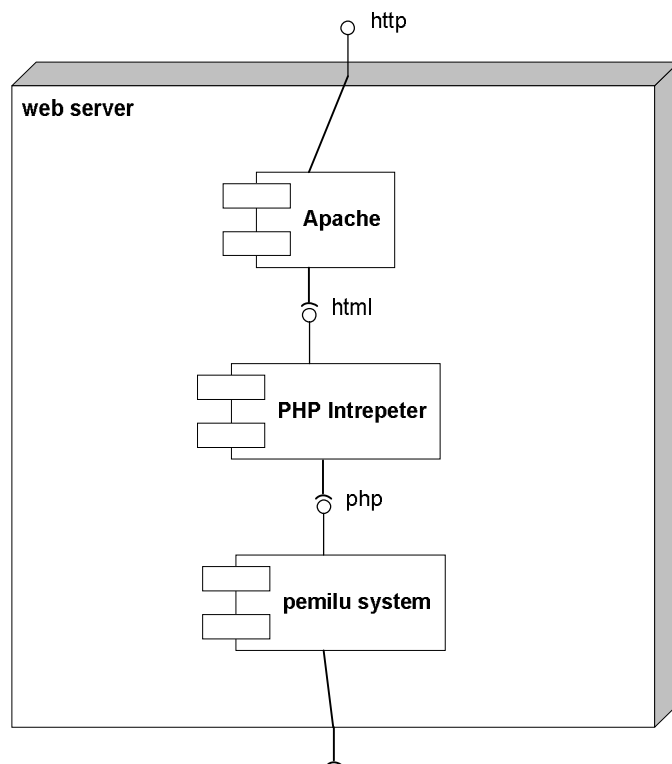 http
web server
Apache
html
PHP Intrepeter
php
pemilu system